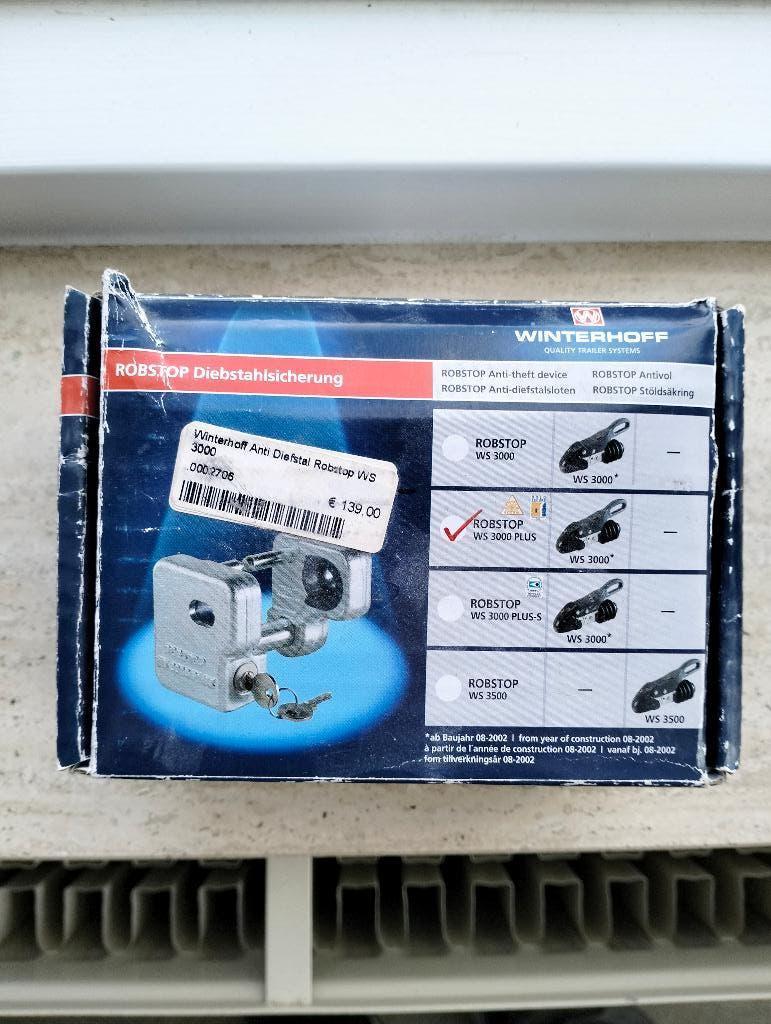 WINTERHOFF
QUALITY TRAILER SYSTEMS
ROBSTOP Diebstahlsicherung
ROBSTOP Anti-theft device
ROBSTOP Antivol
ROBSTOP Anti-diefstalsloten
ROBSTOP Stöldsäkring
Winterhoff Anti Diefstal Robstop WS
3000
0002706
€ 139,00
ROBSTOP
WS 3000
WS 3000*
—
ROBSTOP
WS 3000 PLUS
WS 3000*
—
ROBSTOP
WS 3000 PLUS-S
WS 3000*
—
ROBSTOP
WS 3500
—
WS 3500
*ab Baujahr 08-2002 | from year of construction 08-2002
à partir de l'année de construction 08-2002 | vanaf bj. 08-2002
fom tillverkningsår 08-2002